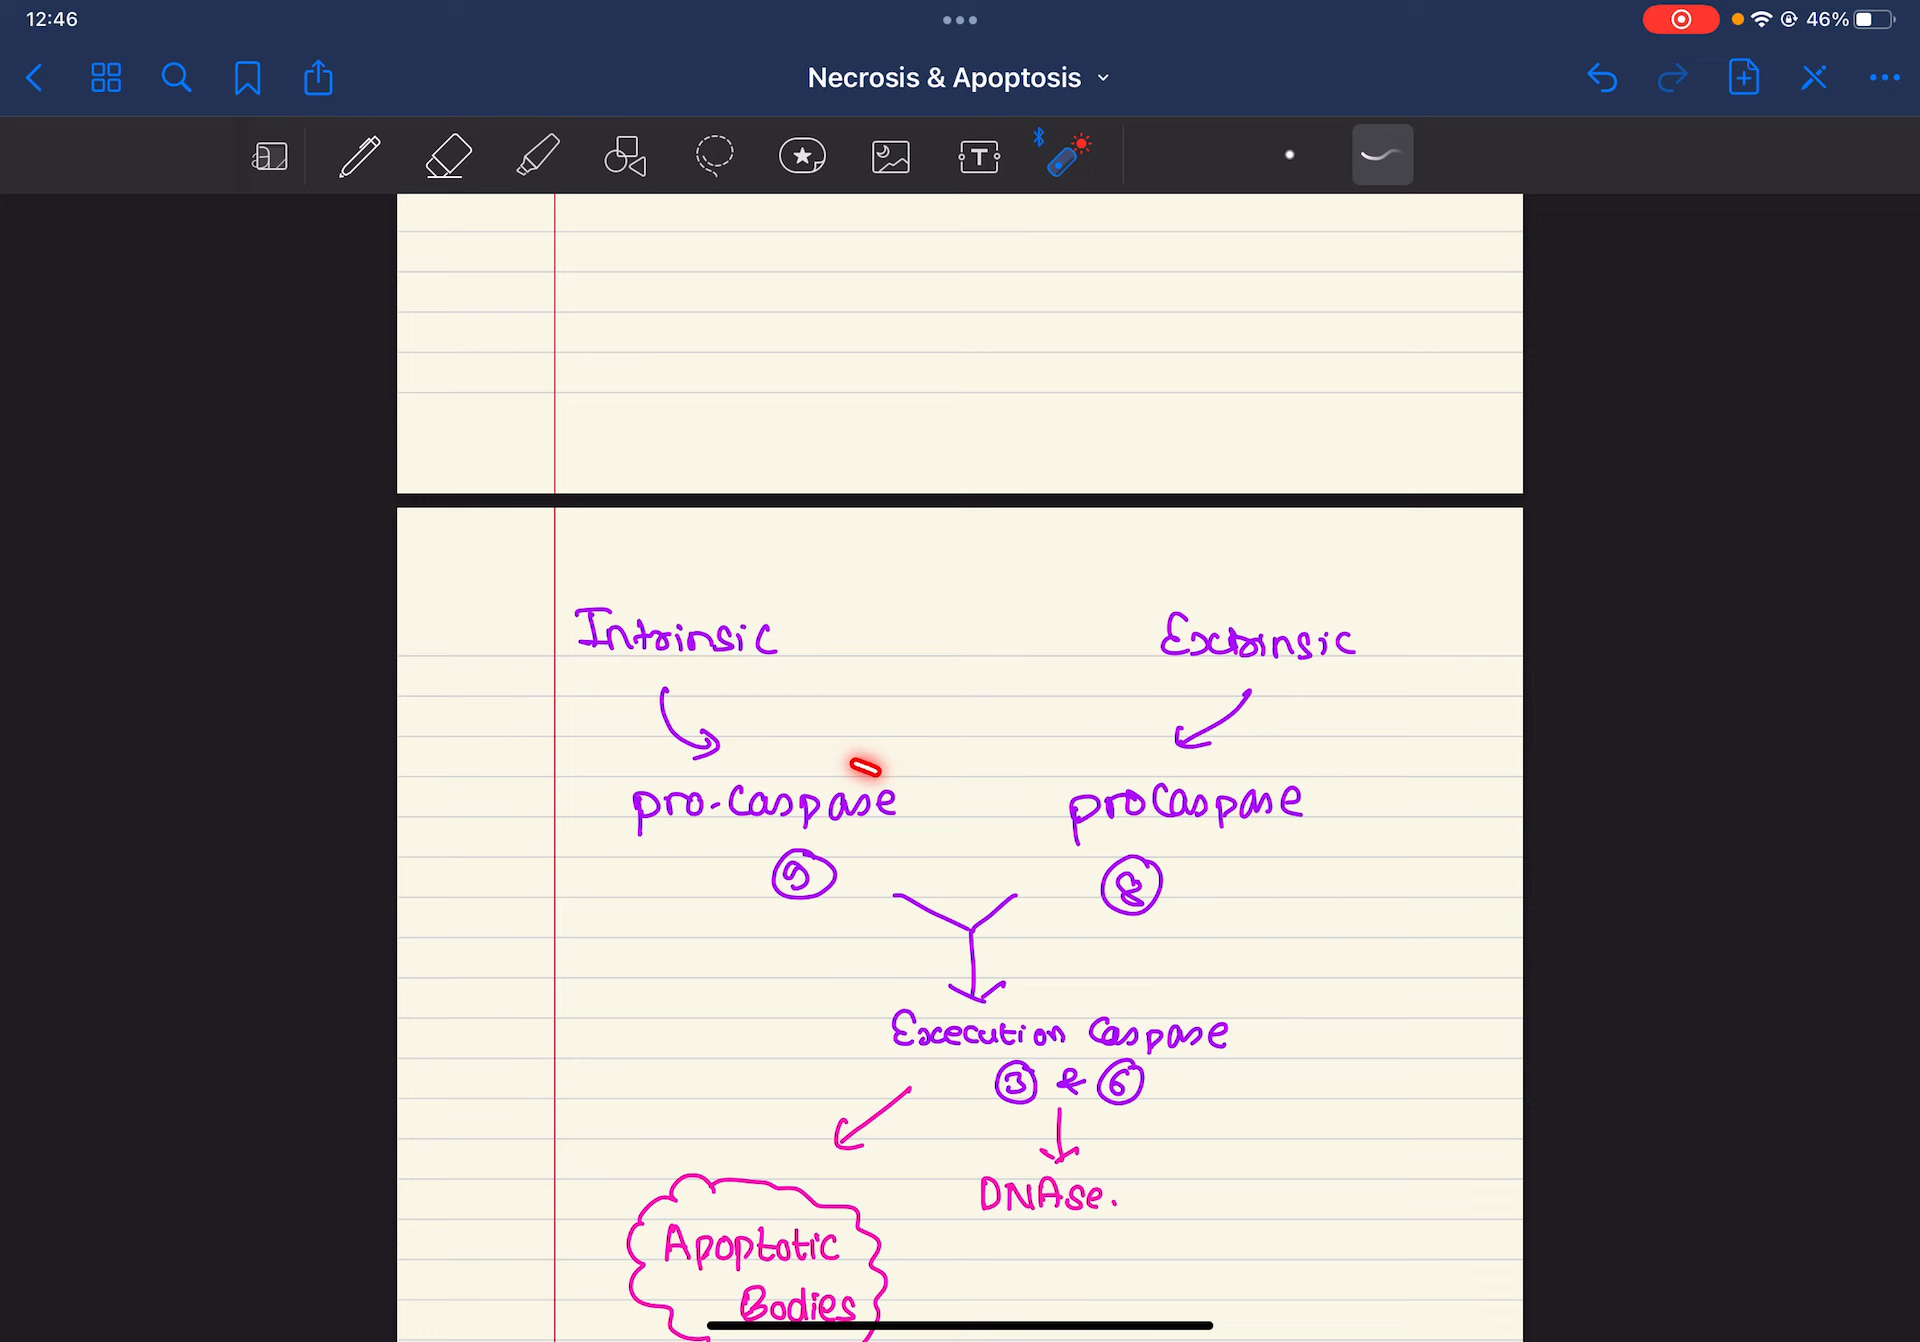 12:46
46%
Necrosis & Apoptosis
T
Intrinsic
Extrinsic
pro-caspase
procaspase
9
8
Execution Caspase
3 & 6
DNAse.
Apoptotic
Bodies